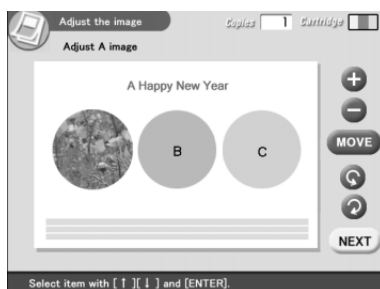 Adjust the image
Copies 1 Cartridge
Adjust A image
A Happy New Year
B
C
+
−
MOVE
NEXT
Select item with [ ↑ ][ ↓ ] and [ENTER].